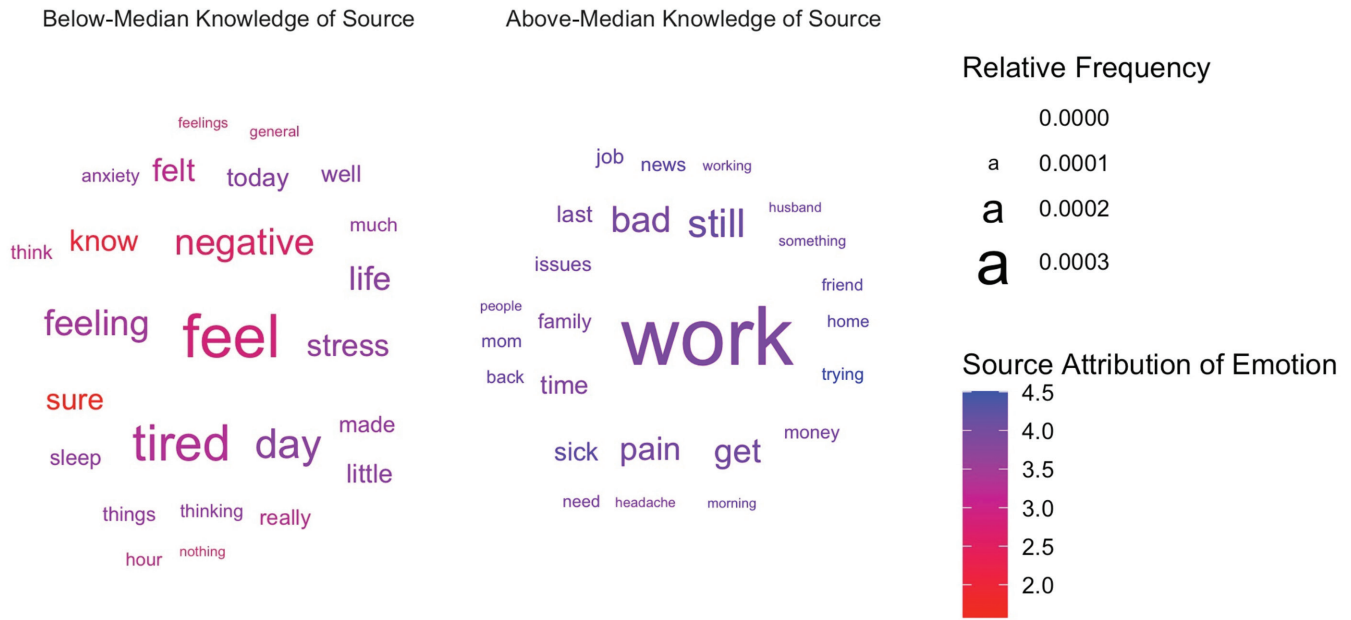 Below-Median Knowledge of Source
Above-Median Knowledge of Source
feelings
general
anxiety felt today well
know negative much
think
life
feeling feel stress
sure
tired day made
sleep little
things thinking really
hour nothing
job news working
last bad still husband
something
issues
friend
people family work home
mom
back time trying
sick pain get money
need headache morning
Relative Frequency
0.0000
a 0.0001
a 0.0002
a 0.0003
Source Attribution of Emotion
4.5
4.0
3.5
3.0
2.5
2.0